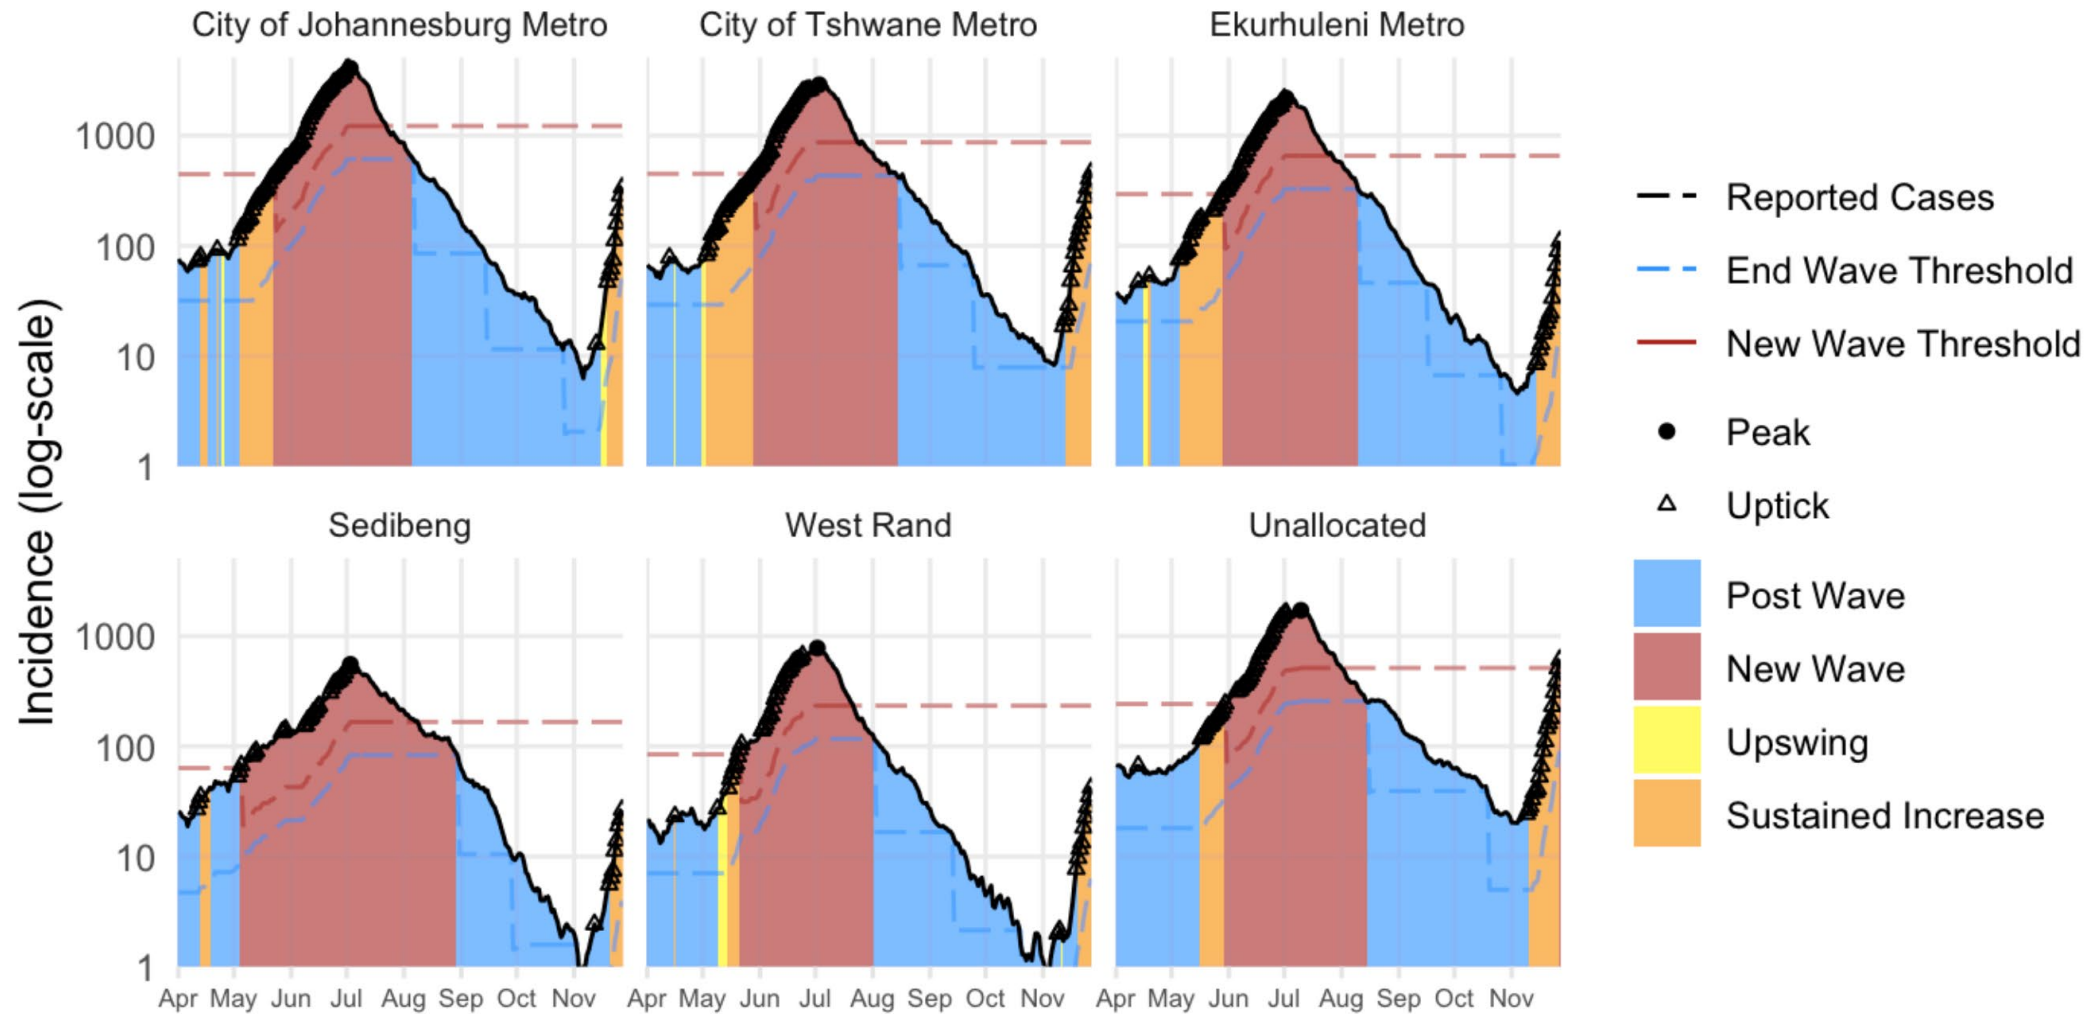 City of Johannesburg Metro
City of Tshwane Metro
Ekurhuleni Metro
Incidence (log-scale)
1000
100
10
1
Sedibeng
West Rand
Unallocated
1000
100
10
1
Apr May Jun Jul Aug Sep Oct Nov
Apr May Jun Jul Aug Sep Oct Nov
Apr May Jun Jul Aug Sep Oct Nov
Reported Cases
End Wave Threshold
New Wave Threshold
Peak
Uptick
Post Wave
New Wave
Upswing
Sustained Increase